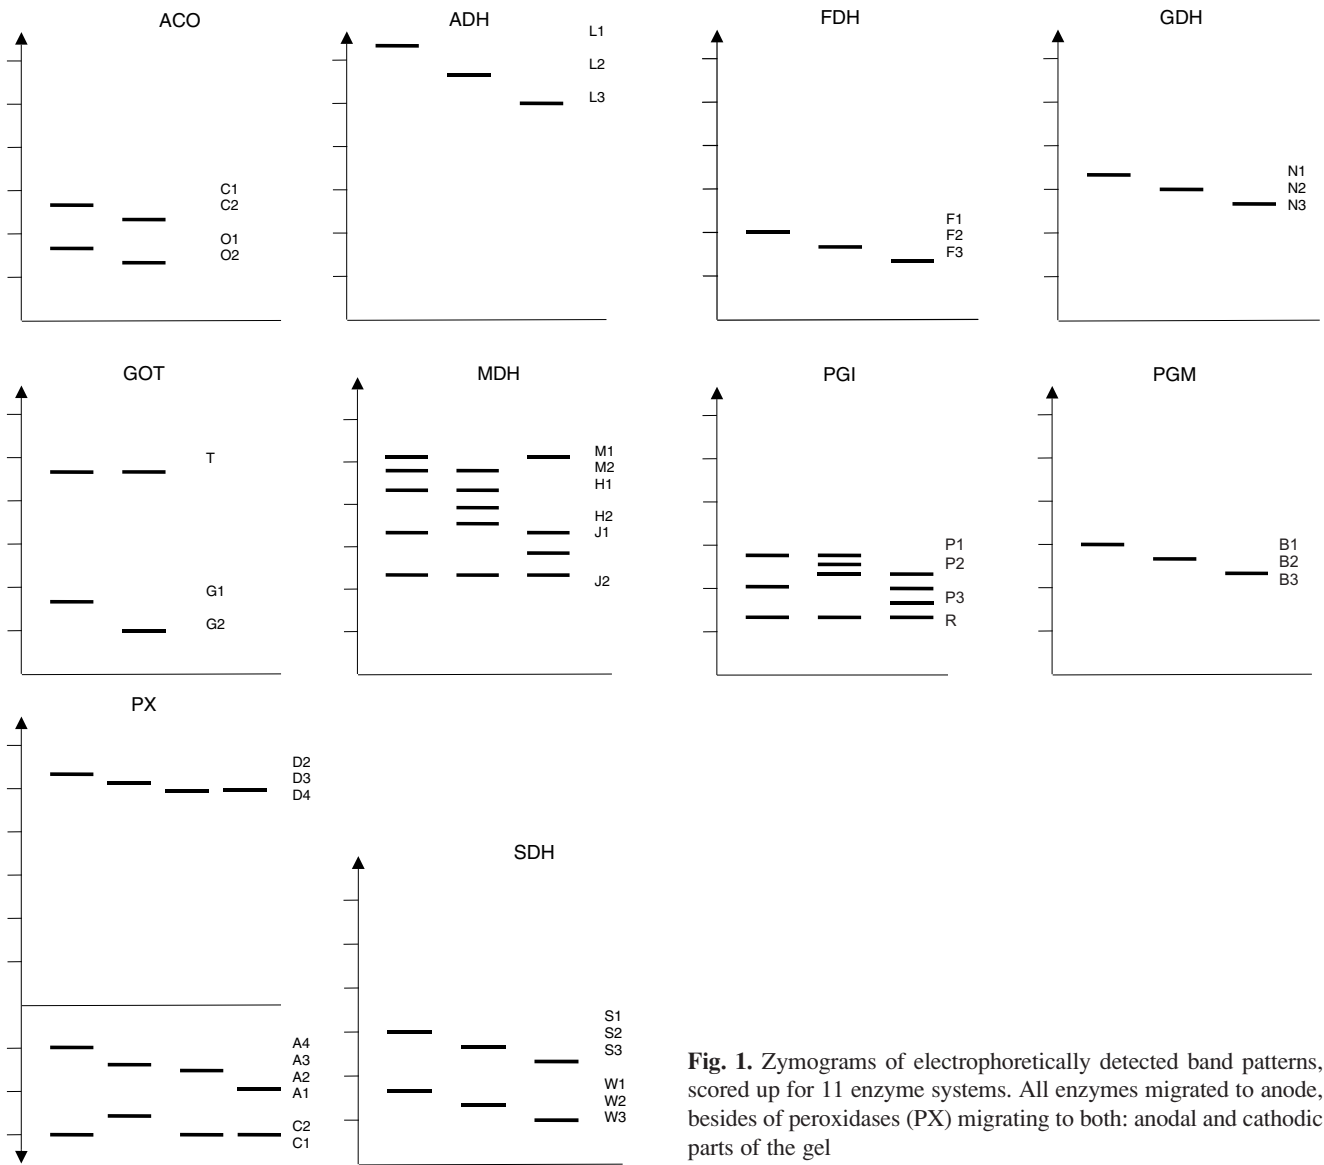 ACO
C1
C2
O1
O2
ADH
L1
L2
L3
FDH
F1
F2
F3
GDH
N1
N2
N3
GOT
T
G1
G2
MDH
M1
M2
H1
H2
J1
J2
PGI
P1
P2
P3
R
PGM
B1
B2
B3
PX
D2
D3
D4
A4
A3
A2
A1
C2
C1
SDH
S1
S2
S3
W1
W2
W3
Fig. 1. Zymograms of electrophoretically detected band patterns,
scored up for 11 enzyme systems. All enzymes migrated to anode,
besides of peroxidases (PX) migrating to both: anodal and cathodic
parts of the gel